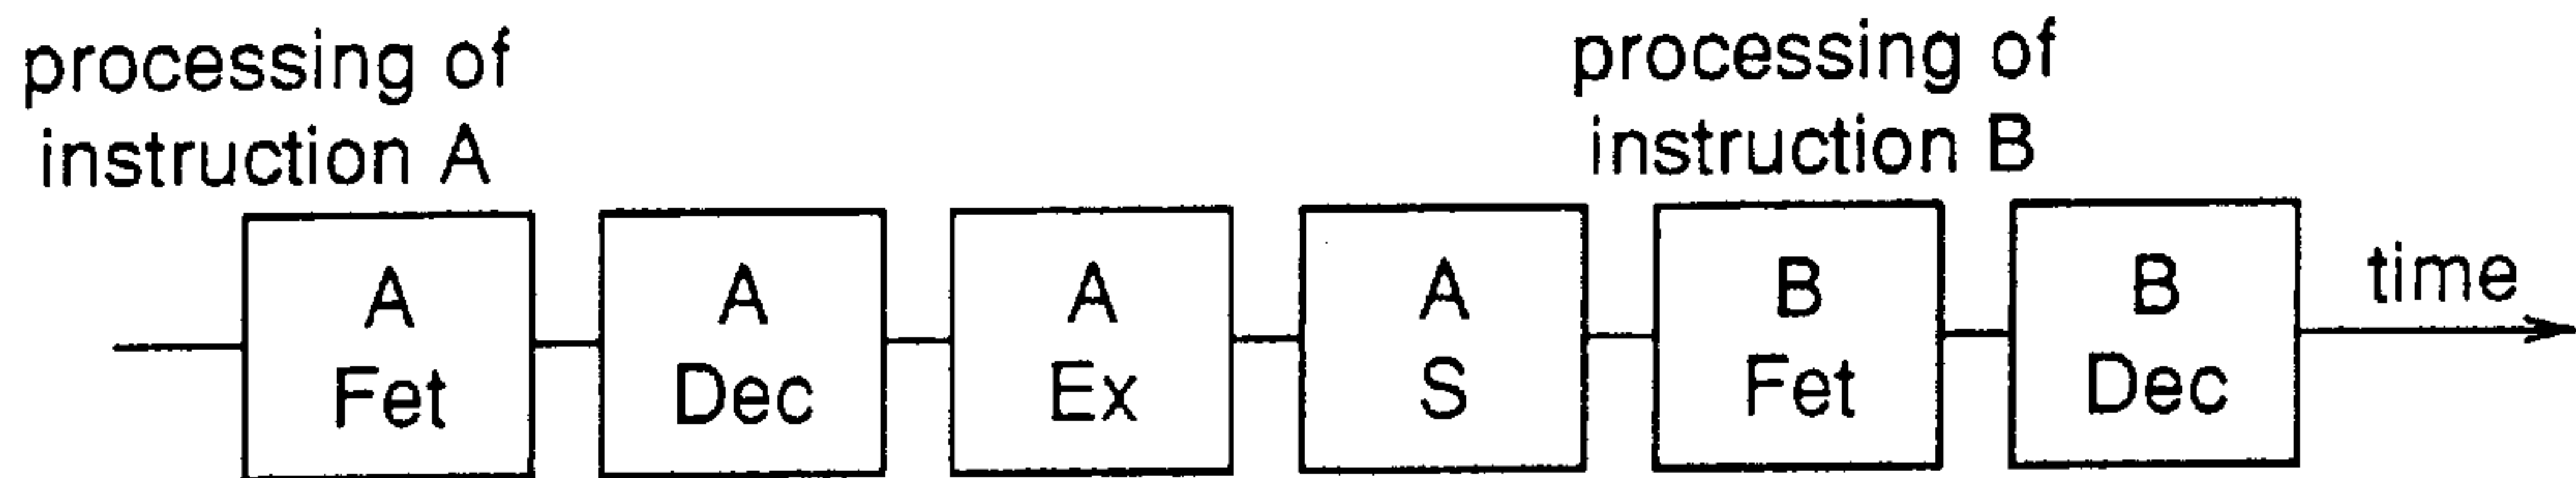 processing of
instruction A
processing of
instruction B
A
Fet
A
Dec
A
Ex
A
S
B
Fet
B
Dec
time